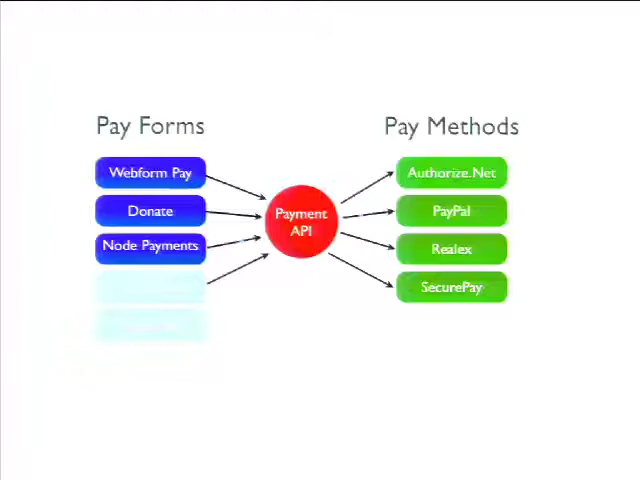 Pay Forms
Pay Methods
Webform Pay
Donate
Node Payments
Payment
API
Authorize.Net
PayPal
Realex
SecurePay